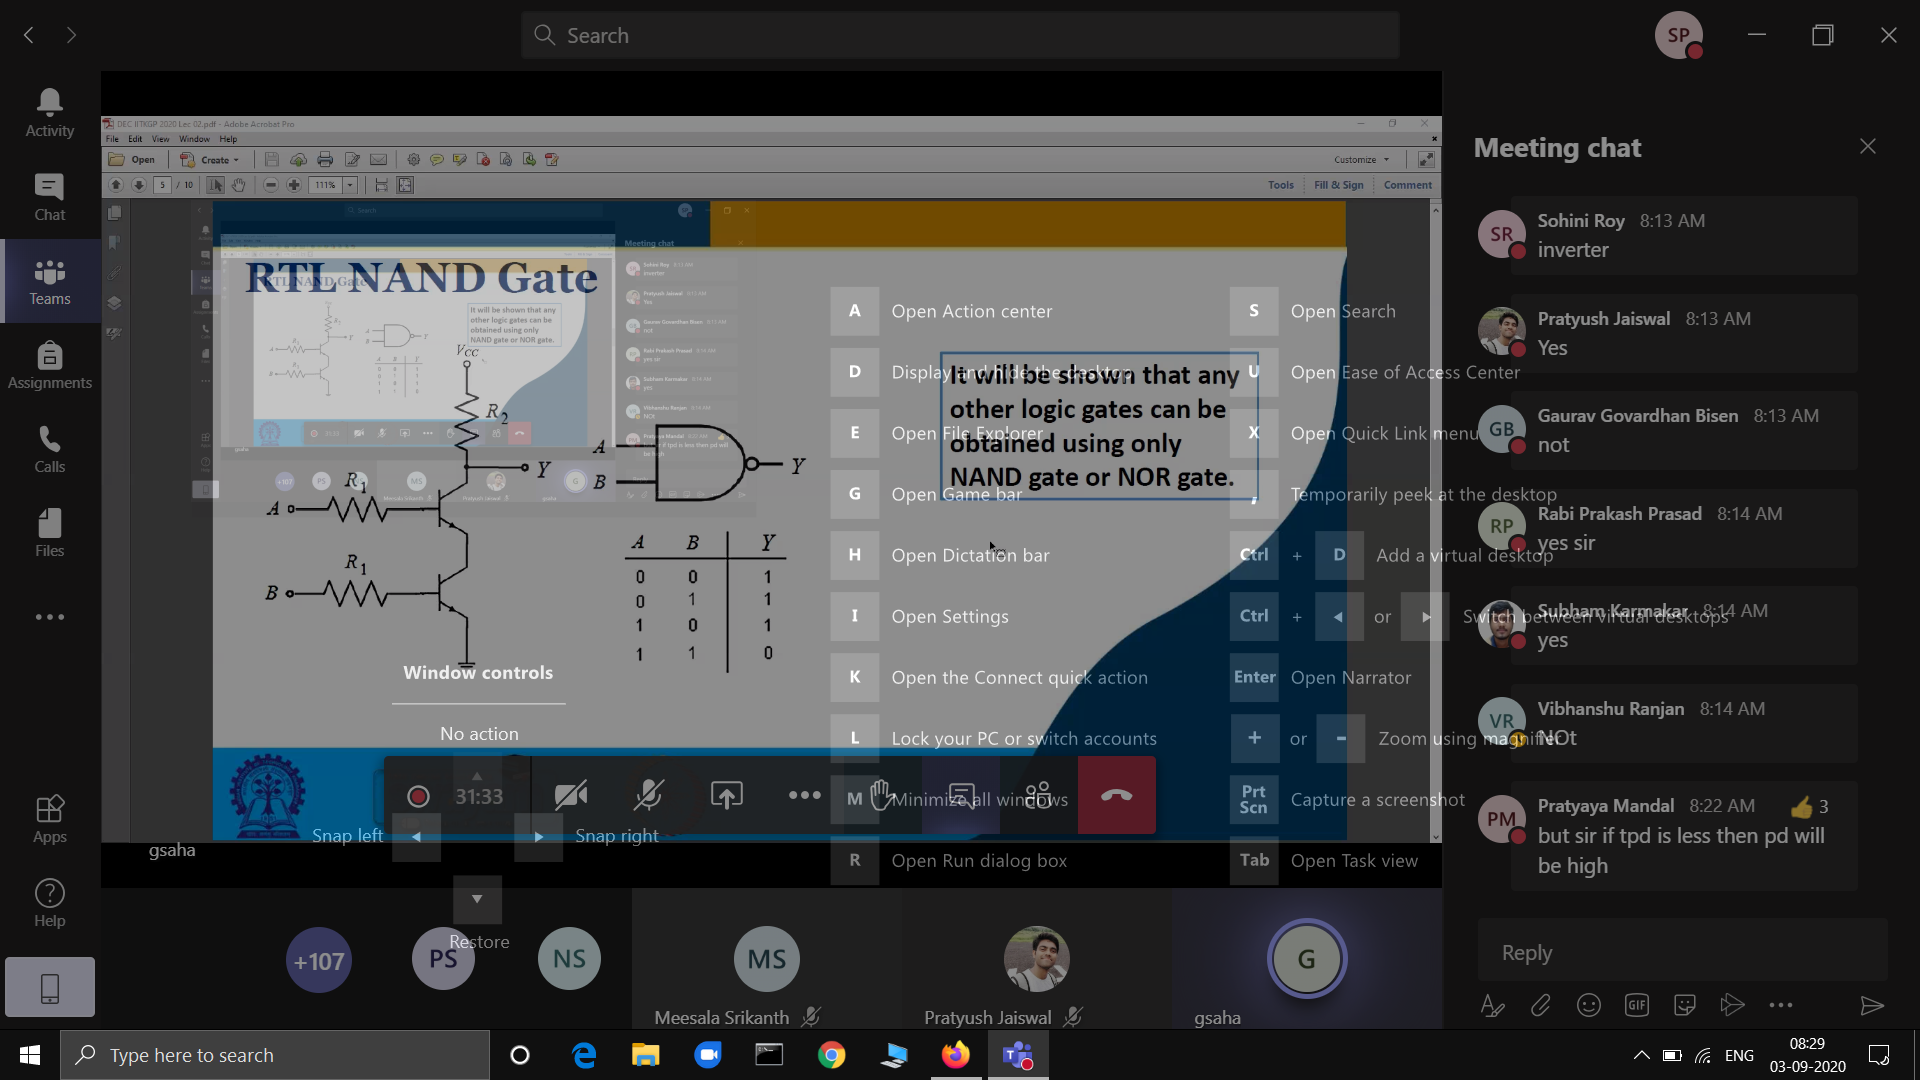 Search
SP
Activity
Chat
Teams
Assignments
Calls
Files
Apps
Help
DEC IITKGP 2020 Lec 02.pdf - Adobe Acrobat Pro
File Edit View Window Help
Open Create Customize
5 / 10 111% Tools Fill & Sign Comment
RTL NAND Gate
It will be shown that any
other logic gates can be
obtained using only
NAND gate or NOR gate.
VCC
R2
Y
R1
A
R1
B
A
B
Y
A B Y
0 0 1
0 1 1
1 0 1
1 1 0
Window controls
No action
Snap left
Snap right
Restore
A Open Action center
D Display and hide the desktop
E Open File Explorer
G Open Game bar
H Open Dictation bar
I Open Settings
K Open the Connect quick action
L Lock your PC or switch accounts
M Minimize all windows
R Open Run dialog box
S Open Search
U Open Ease of Access Center
X Open Quick Link menu
, Temporarily peek at the desktop
Ctrl + D Add a virtual desktop
Ctrl + or Switch between virtual desktops
Enter Open Narrator
+ or - Zoom using magnifier
Prt Scn Capture a screenshot
Tab Open Task view
31:33
gsaha
+107
PS
NS
MS
Meesala Srikanth
Pratyush Jaiswal
G
gsaha
Meeting chat
SR
Sohini Roy 8:13 AM
inverter
Pratyush Jaiswal 8:13 AM
Yes
GB
Gaurav Govardhan Bisen 8:13 AM
not
RP
Rabi Prakash Prasad 8:14 AM
yes sir
Subham Karmakar 8:14 AM
yes
VR
Vibhanshu Ranjan 8:14 AM
NOt
PM
Pratyaya Mandal 8:22 AM 3
but sir if tpd is less then pd will
be high
Reply
GIF
Type here to search
ENG
08:29
03-09-2020